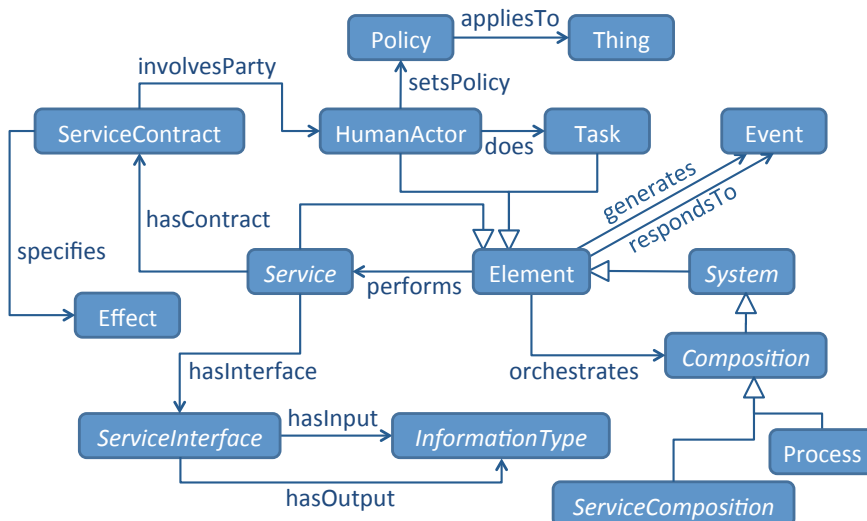 appliesTo
Policy
Thing
involvesParty
setsPolicy
ServiceContract
HumanActor
does
Task
Event
generates
respondsTo
hasContract
specifies
Service
performs
Element
System
Effect
hasInterface
orchestrates
Composition
ServiceInterface
hasInput
InformationType
Process
hasOutput
ServiceComposition